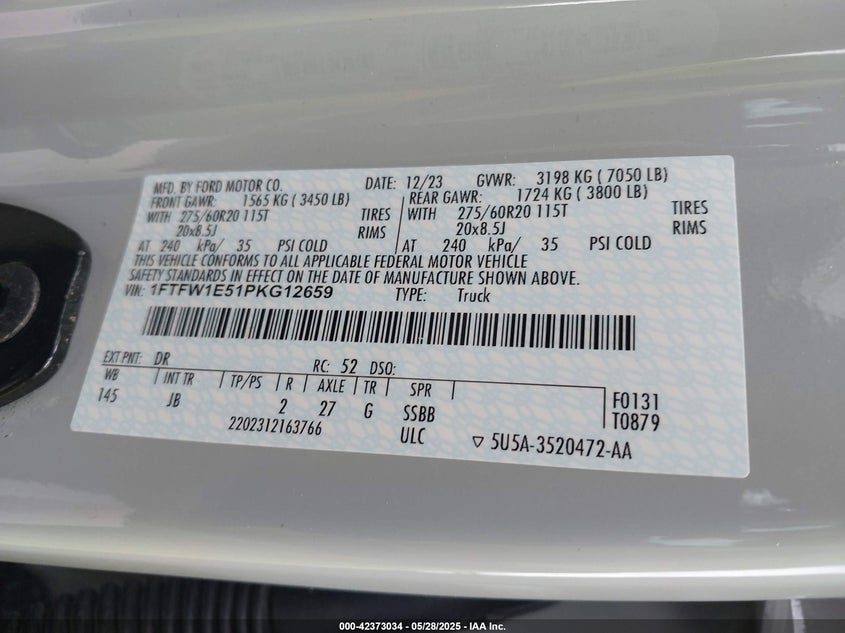 MFD. BY FORD MOTOR CO. DATE: 12/23 GVWR: 3198 KG ( 7050 LB)
FRONT GAWR: 1565 KG ( 3450 LB) REAR GAWR: 1724 KG ( 3800 LB)
WITH 275/60R20 115T TIRES WITH 275/60R20 115T TIRES
20x8.5J RIMS 20x8.5J RIMS
AT 240 kPa/ 35 PSI COLD AT 240 kPa/ 35 PSI COLD
THIS VEHICLE CONFORMS TO ALL APPLICABLE FEDERAL MOTOR VEHICLE
SAFETY STANDARDS IN EFFECT ON THE DATE OF MANUFACTURE SHOWN ABOVE.
VIN: 1FTFW1E51PKG12659 TYPE: Truck
EXT PNT: DR RC: 52 DSO:
WB INT TR TP/PS R AXLE TR SPR
145 JB 2 27 G SSBB F0131
2202312163766 ULC T0879
5U5A-3520472-AA
000-42373034 — 05/28/2025 — IAA Inc.